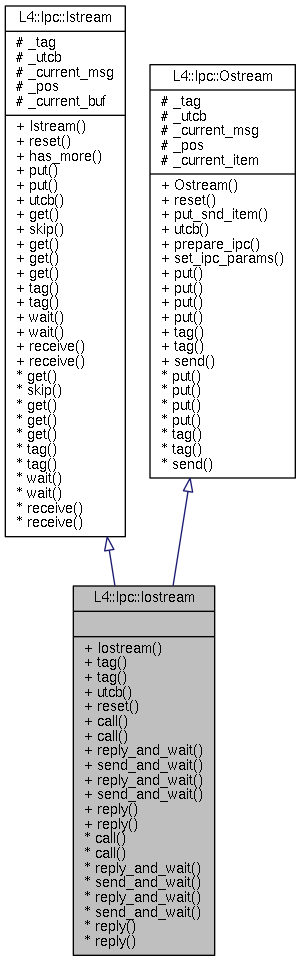 L4::Ipc::Istream
# _tag
# _utcb
# _current_msg
# _pos
# _current_buf
+ Istream()
+ reset()
+ has_more()
+ put()
+ put()
+ utcb()
+ get()
+ skip()
+ get()
+ get()
+ get()
+ tag()
+ tag()
+ wait()
+ wait()
+ receive()
+ receive()
* get()
* skip()
* get()
* get()
* get()
* tag()
* tag()
* wait()
* wait()
* receive()
* receive()
L4::Ipc::Ostream
# _tag
# _utcb
# _current_msg
# _pos
# _current_item
+ Ostream()
+ reset()
+ put_snd_item()
+ utcb()
+ prepare_ipc()
+ set_ipc_params()
+ put()
+ put()
+ put()
+ put()
+ tag()
+ tag()
+ send()
* put()
* put()
* put()
* put()
* tag()
* tag()
* send()
L4::Ipc::Iostream
+ Iostream()
+ tag()
+ tag()
+ utcb()
+ reset()
+ call()
+ call()
+ reply_and_wait()
+ send_and_wait()
+ reply_and_wait()
+ send_and_wait()
+ reply()
+ reply()
* call()
* call()
* reply_and_wait()
* send_and_wait()
* reply_and_wait()
* send_and_wait()
* reply()
* reply()